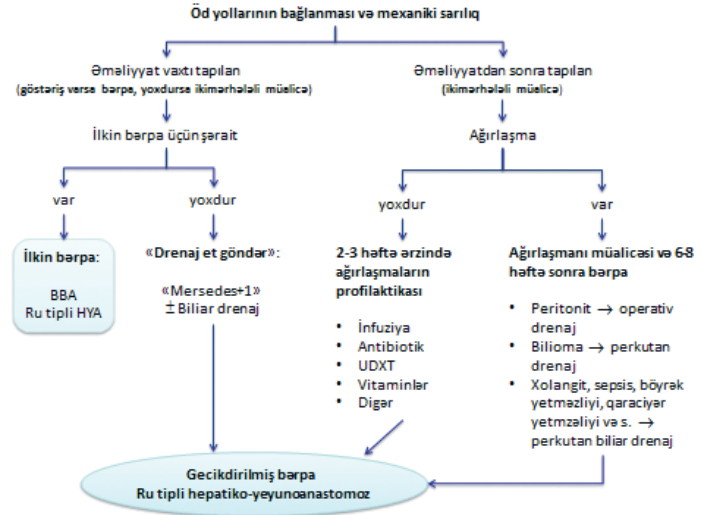 Öd yollarının bağlanması və mexaniki sarılıq
Əməliyyat vaxtı tapılan
(göstəriş varsa bərpa, yoxdursa ikimərhələli müalicə)
Əməliyyatdan sonra tapılan
(ikimərhələli müalicə)
İlkin bərpa üçün şərait
Ağırlaşma
var
yoxdur
yoxdur
var
İlkin bərpa:
BBA
Ru tipli HYA
«Drenaj et göndər»:
«Mersedes+1»
± Biliar drenaj
2-3 həftə ərzində
ağırlaşmaların
profilaktikası
• İnfuziya
• Antibiotik
• UDXT
• Vitaminlər
• Digər
Ağırlaşmanı müalicəsi və 6-8
həftə sonra bərpa
• Peritonit → operativ
drenaj
• Bilioma → perkutan
drenaj
• Xolangit, sepsis, böyrək
yetməzliyi, qaraciyər
yetmzəliyi və s. →
perkutan biliar drenaj
Gecikdirilmiş bərpa
Ru tipli hepatiko-yeyunoanastomoz